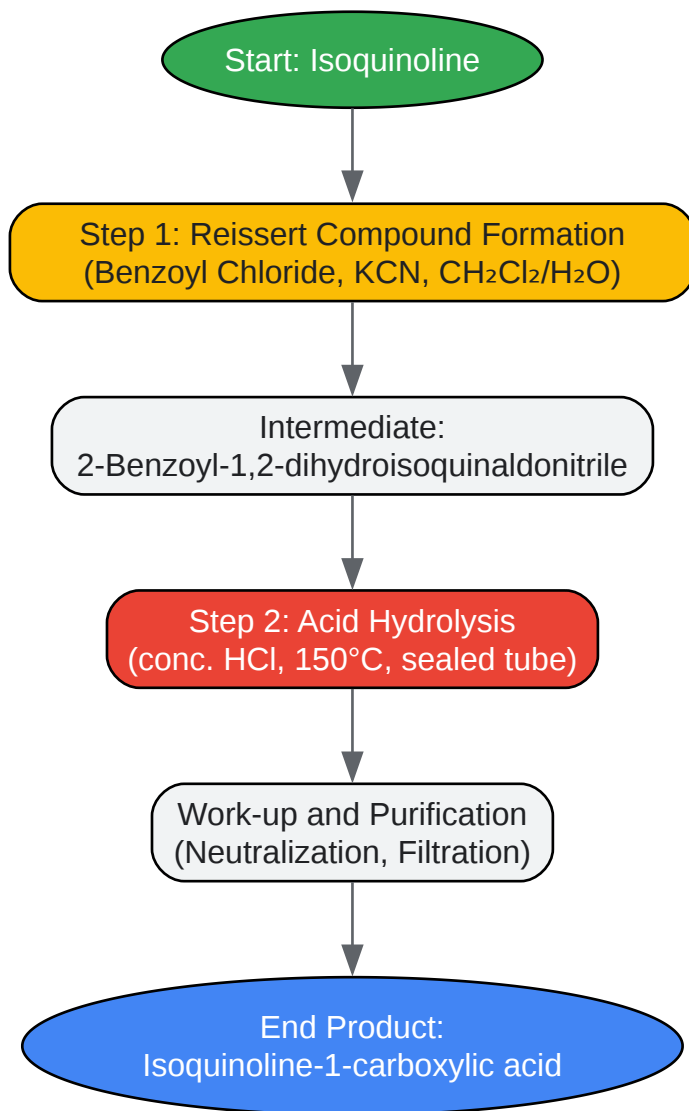 Start: Isoquinoline
Step 1: Reissert Compound Formation
(Benzoyl Chloride, KCN, CH₂Cl₂/H₂O)
Intermediate:
2-Benzoyl-1,2-dihydroisoquinaldonitrile
Step 2: Acid Hydrolysis
(conc. HCl, 150°C, sealed tube)
Work-up and Purification
(Neutralization, Filtration)
End Product:
Isoquinoline-1-carboxylic acid